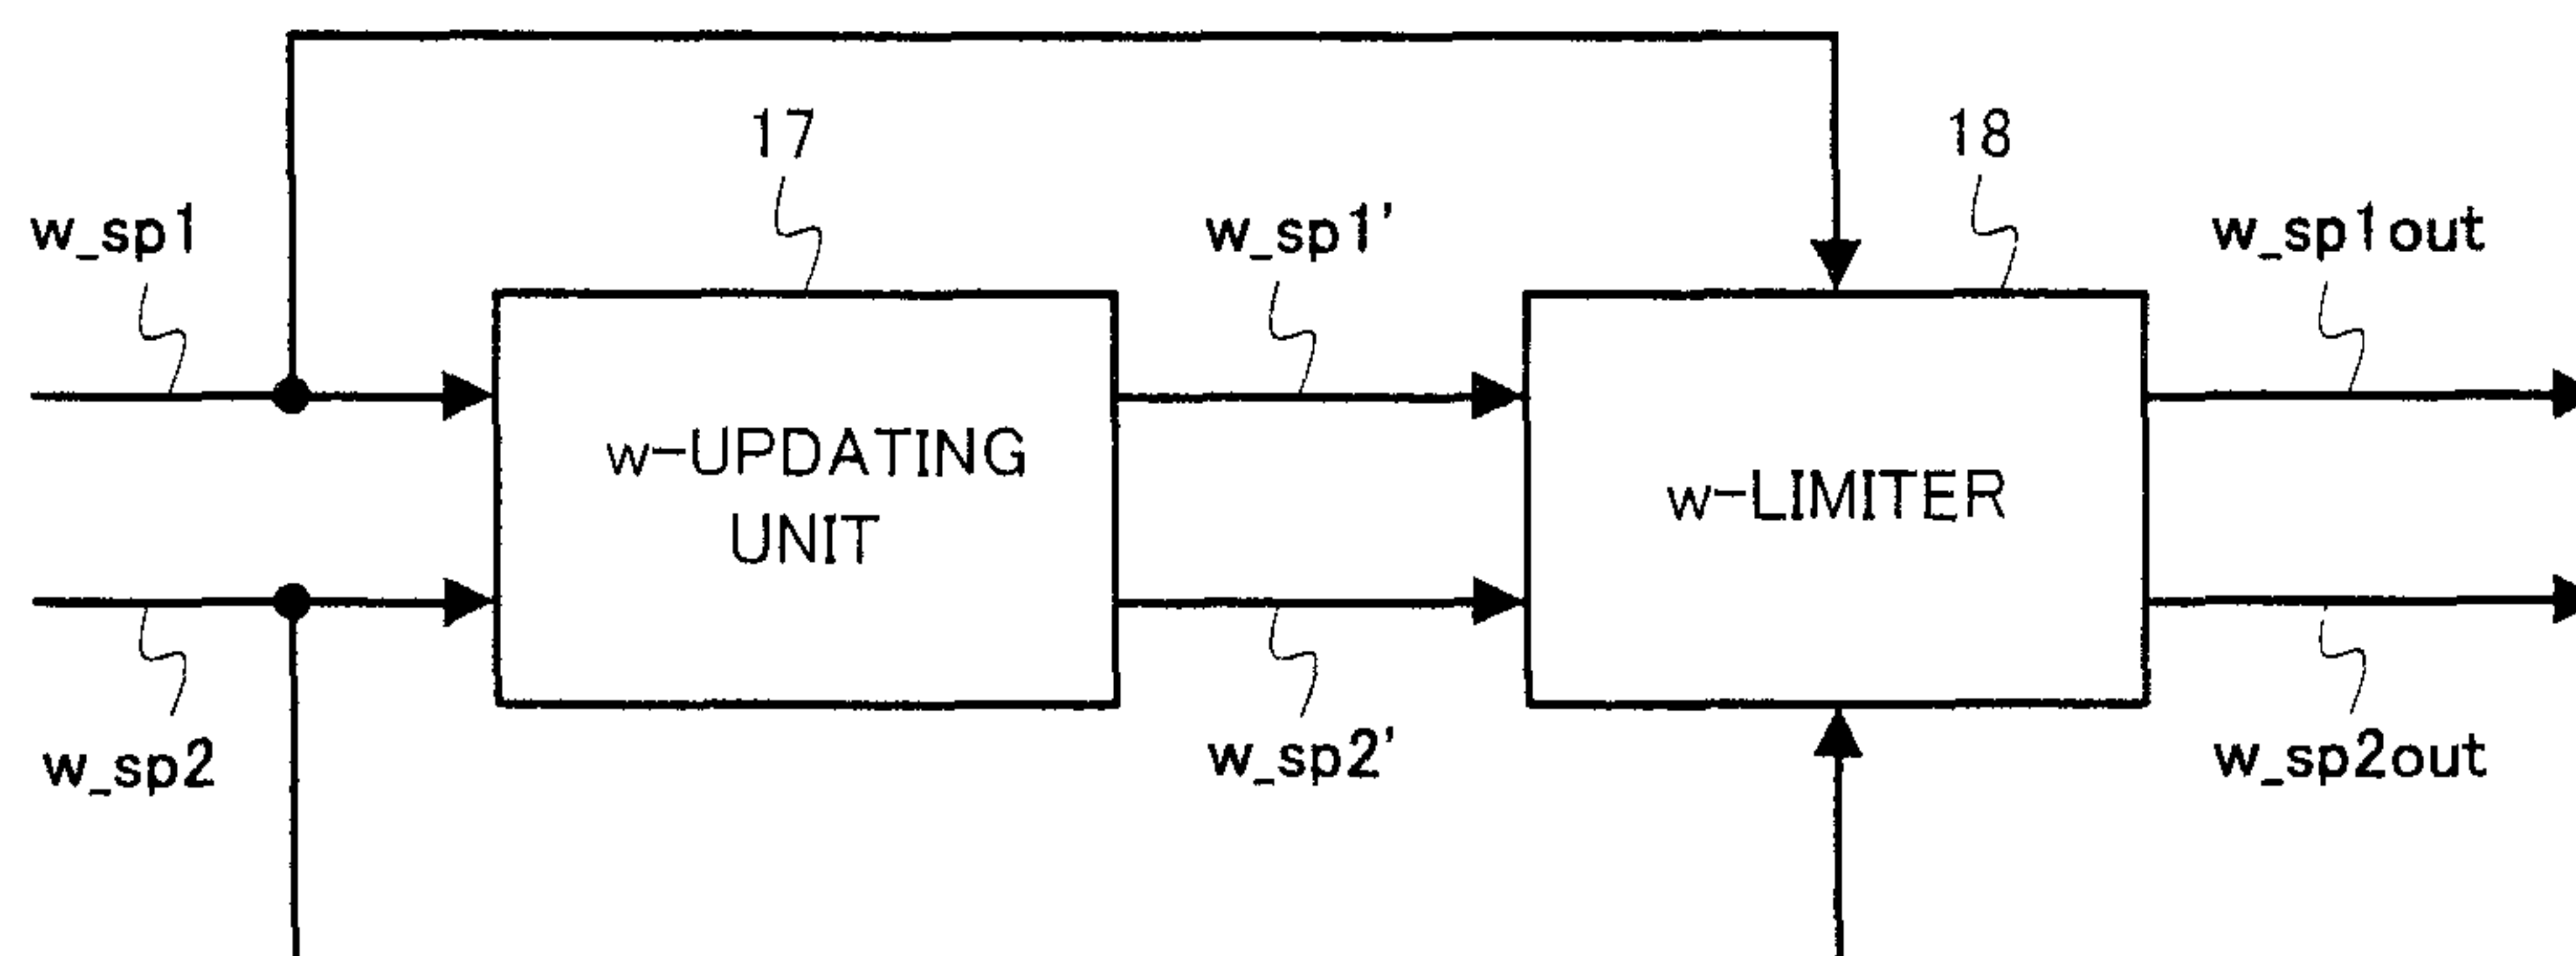 17
18
w_sp1
w_sp1'
w_sp1out
w-UPDATING
UNIT
w-LIMITER
w_sp2
w_sp2'
w_sp2out